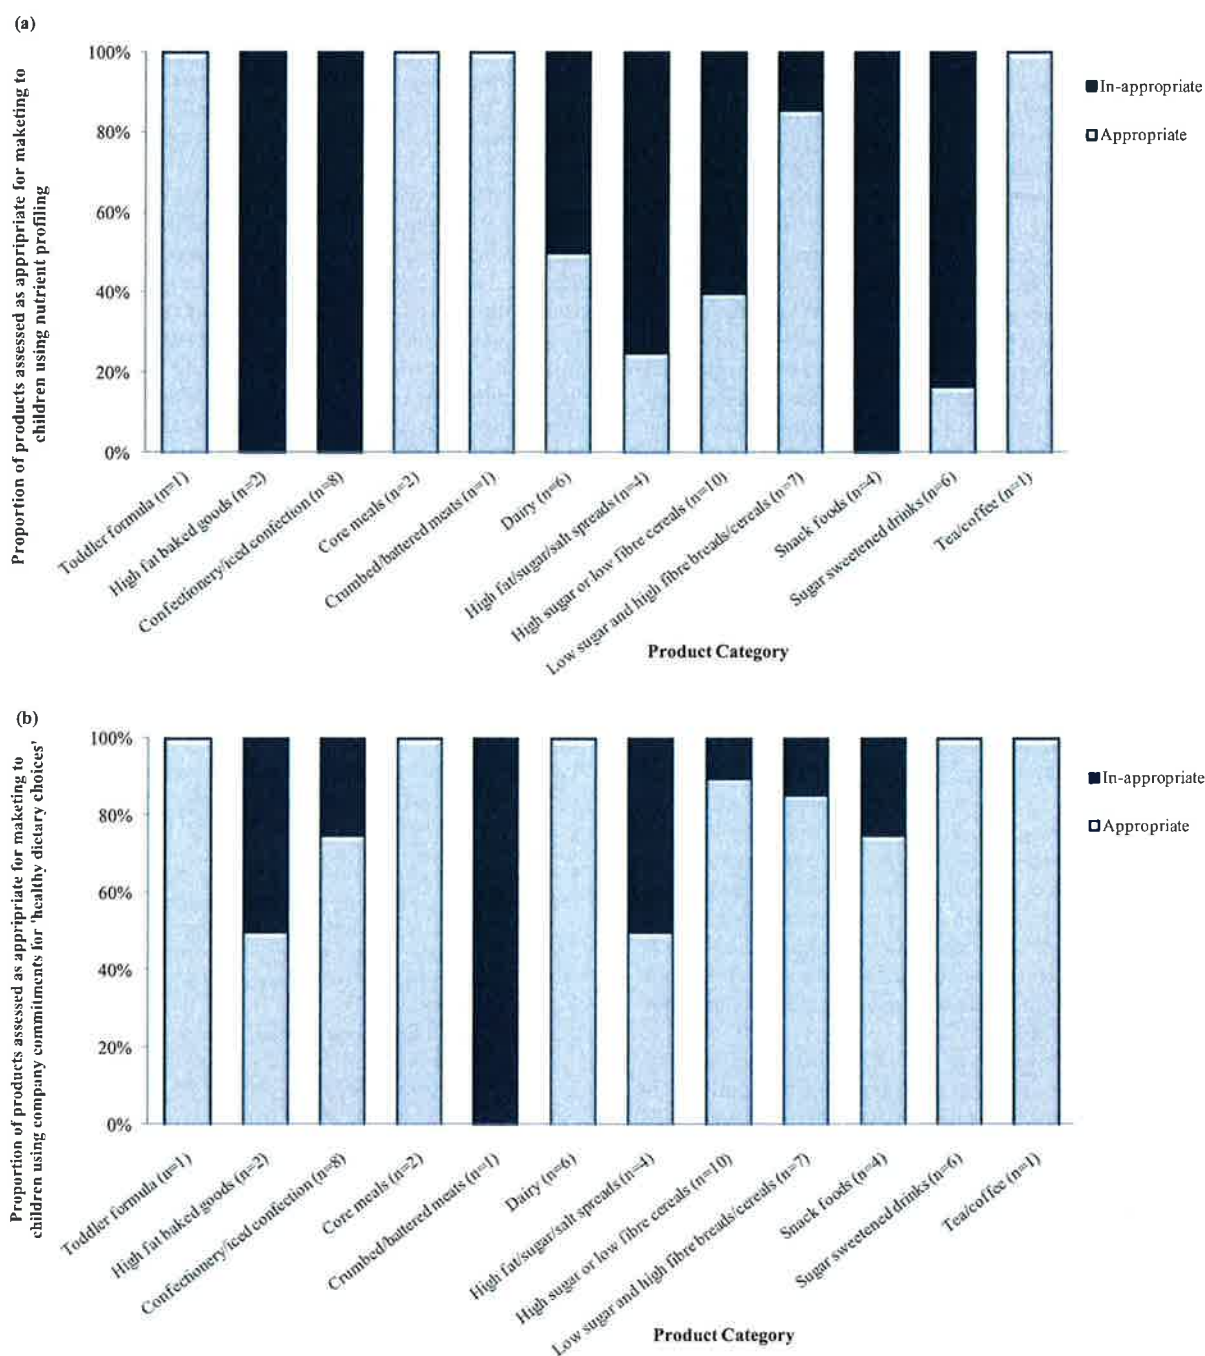 (a)
Proportion of products assessed as appripriate for maketing to
children using nutrient profiling
100%
80%
60%
40%
20%
0%
In-appropriate
Appropriate
Toddler formula (n=1)
High fat baked goods (n=2)
Confectionery/iced confection (n=8)
Core meals (n=2)
Crumbed/battered meats (n=1)
Dairy (n=6)
High fat/sugar/salt spreads (n=4)
High sugar or low fibre cereals (n=10)
Low sugar and high fibre breads/cereals (n=7)
Snack foods (n=4)
Sugar sweetened drinks (n=6)
Tea/coffee (n=1)
Product Category
(b)
Proportion of products assessed as appripriate for maketing to
children using company commitments for 'healthy dietary choices'
100%
80%
60%
40%
20%
0%
In-appropriate
Appropriate
Toddler formula (n=1)
High fat baked goods (n=2)
Confectionery/iced confection (n=8)
Core meals (n=2)
Crumbed/battered meats (n=1)
Dairy (n=6)
High fat/sugar/salt spreads (n=4)
High sugar or low fibre cereals (n=10)
Low sugar and high fibre breads/cereals (n=7)
Snack foods (n=4)
Sugar sweetened drinks (n=6)
Tea/coffee (n=1)
Product Category